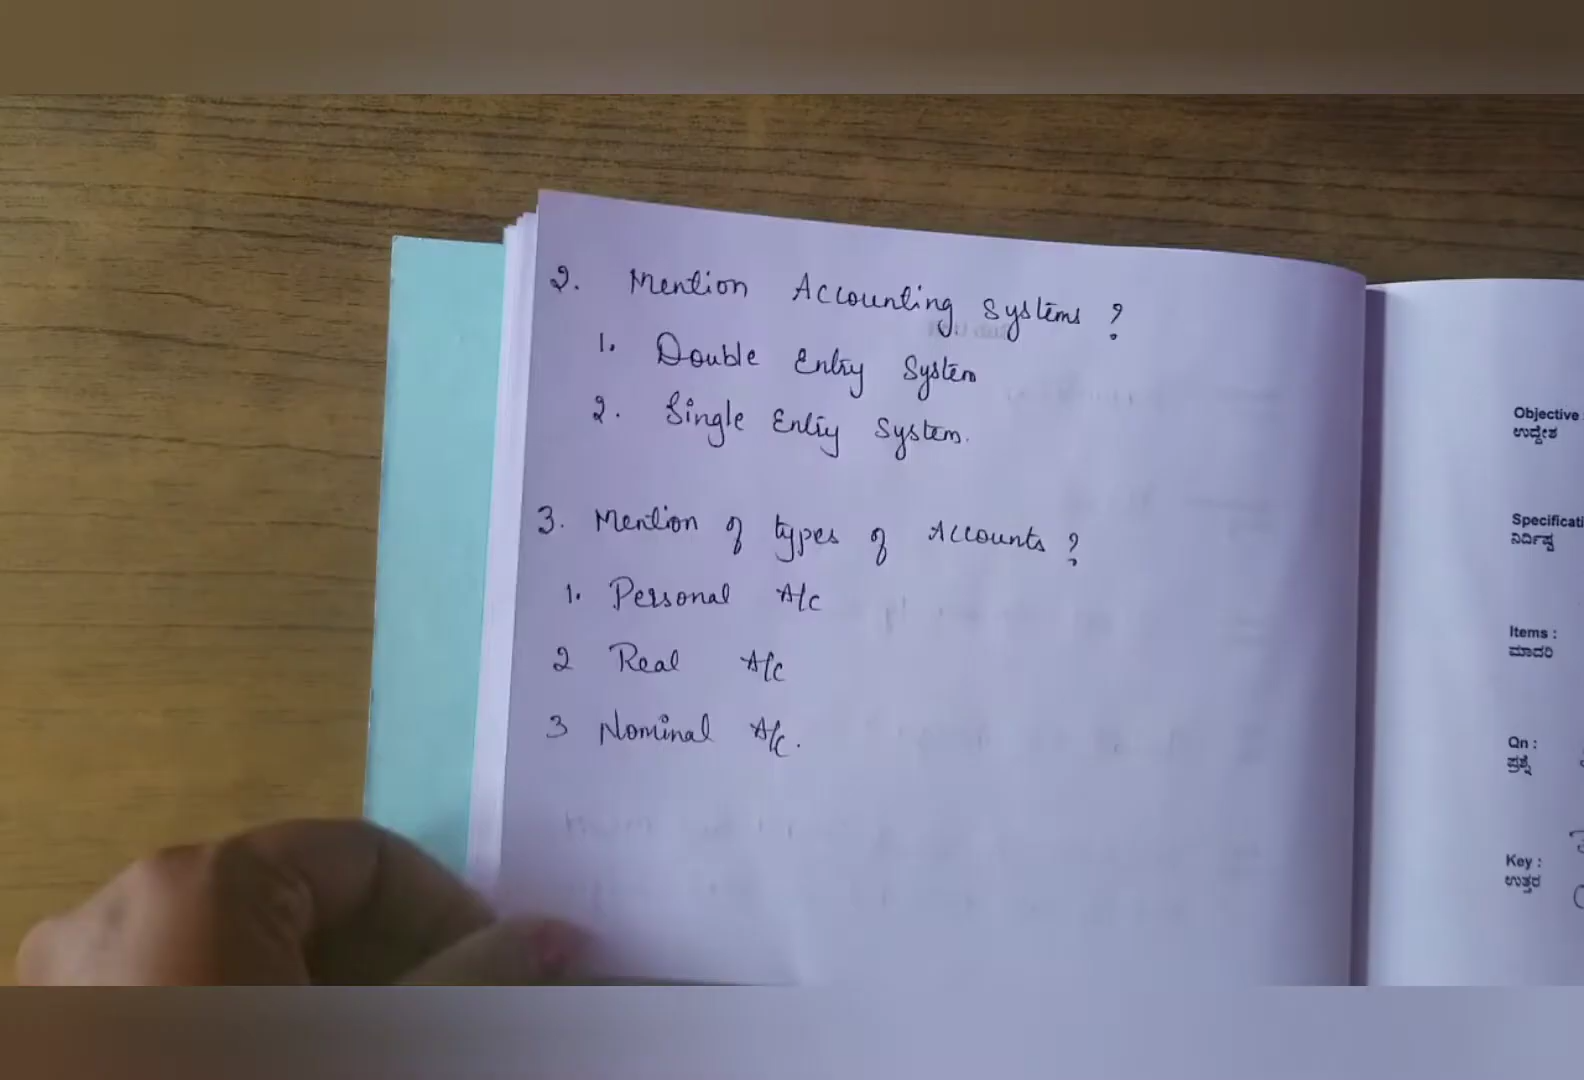 2. Mention Accounting Systems ?
1. Double Entry System
2. Single Entry System.
3. Mention of types of Accounts ?
1. Personal A/c
2 Real A/c
3 Nominal A/c.
Objective :
ಉದ್ದೇಶ
Specificati
ನಿರ್ದಿಷ್ಟ
Items :
ಮಾದರಿ
Qn :
ಪ್ರಶ್ನೆ
Key :
ಉತ್ತರ